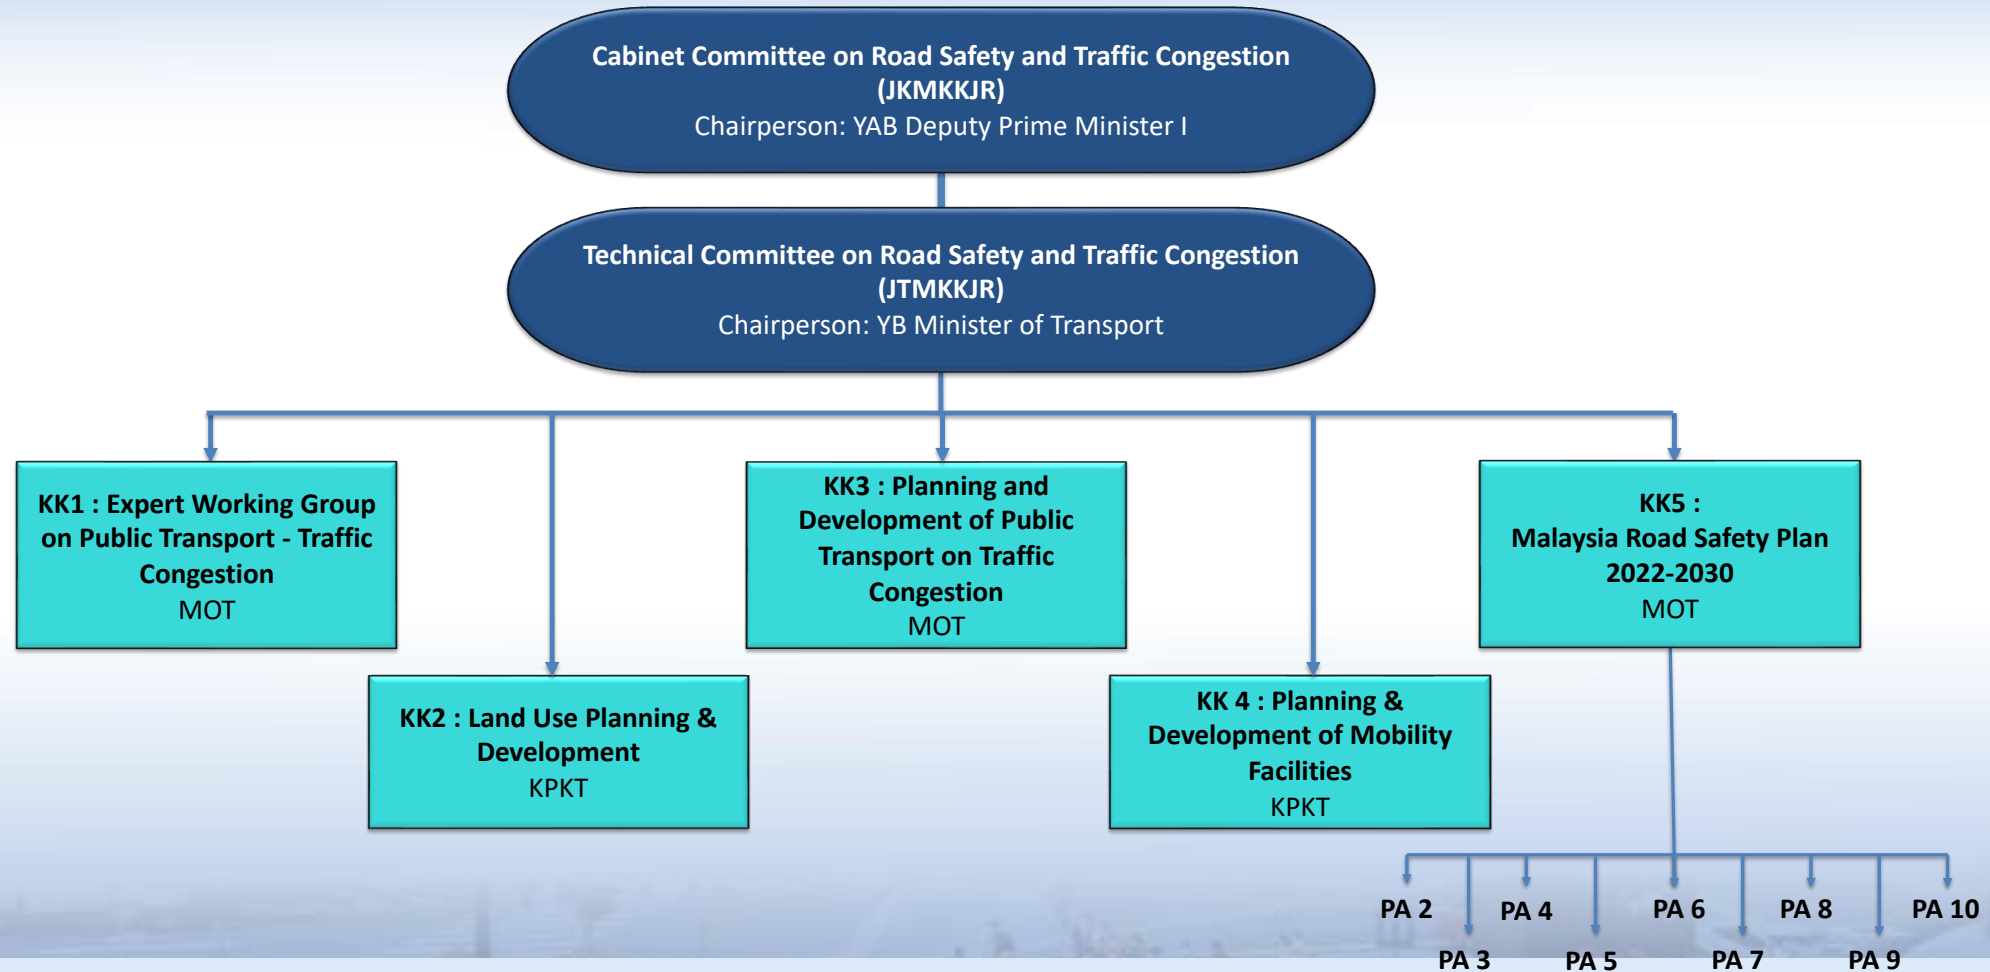 Cabinet Committee on Road Safety and Traffic Congestion
(JKMKKJR)
Chairperson: YAB Deputy Prime Minister I
Technical Committee on Road Safety and Traffic Congestion
(JTMKKJR)
Chairperson: YB Minister of Transport
KK1 : Expert Working Group
on Public Transport - Traffic
Congestion
MOT
KK2 : Land Use Planning &
Development
KPKT
KK3 : Planning and
Development of Public
Transport on Traffic
Congestion
MOT
KK 4 : Planning &
Development of Mobility
Facilities
KPKT
KK5 :
Malaysia Road Safety Plan
2022-2030
MOT
PA 2
PA 3
PA 4
PA 5
PA 6
PA 7
PA 8
PA 9
PA 10